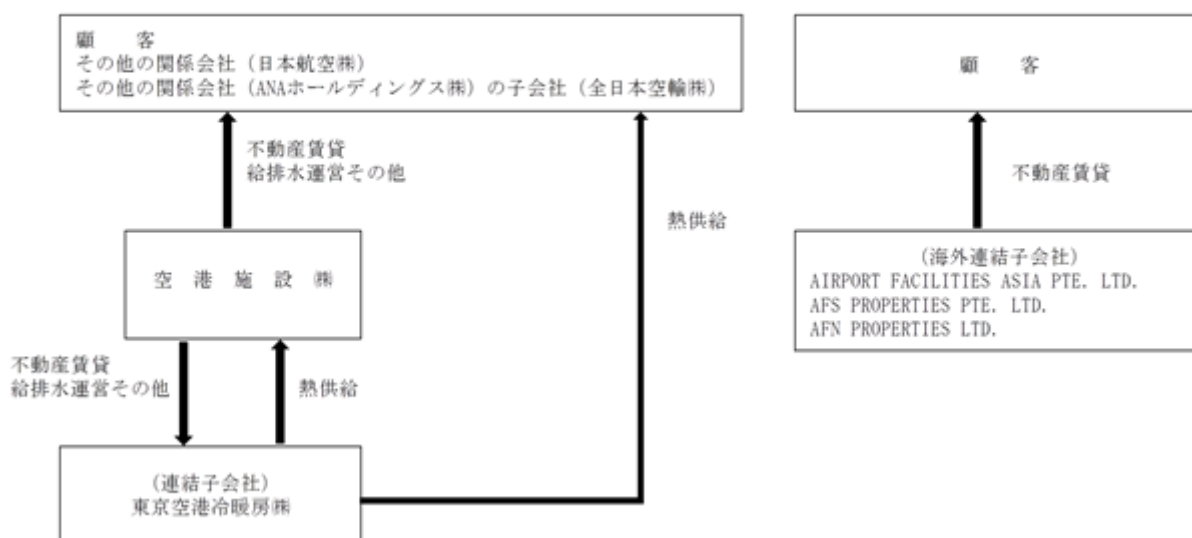 顧　　客
その他の関係会社（日本航空㈱）
その他の関係会社（ANAホールディングス㈱）の子会社（全日本空輸㈱）
顧　　客
不動産賃貸
給排水運営その他
不動産賃貸
熱供給
空　港　施　設　㈱
（海外連結子会社）
AIRPORT FACILITIES ASIA PTE. LTD.
AFS PROPERTIES PTE. LTD.
AFN PROPERTIES LTD.
不動産賃貸
給排水運営その他
熱供給
（連結子会社）
東京空港冷暖房㈱